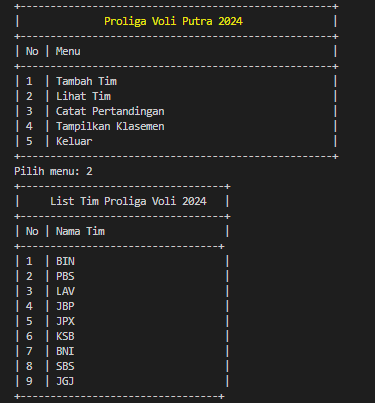 Proliga Voli Putra 2024
| No | Menu |
| 1 | Tambah Tim |
| 2 | Lihat Tim |
| 3 | Catat Pertandingan |
| 4 | Tampilkan Klasemen |
| 5 | Keluar |
Pilih menu: 2
| List Tim Proliga Voli 2024 |
| No | Nama Tim |
| 1 | BIN |
| 2 | PBS |
| 3 | LAV |
| 4 | JBP |
| 5 | JPX |
| 6 | KSB |
| 7 | BNI |
| 8 | SBS |
| 9 | JGJ |